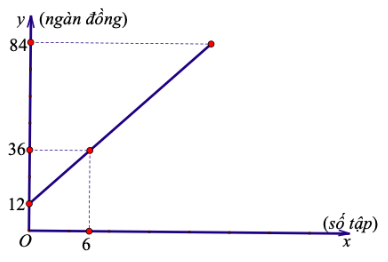 y (ngàn đồng)
84
36
12
O 6 x
(số tập)